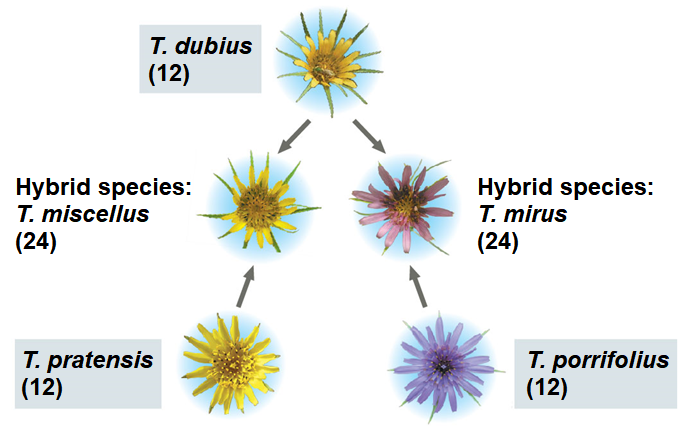 T. dubius
(12)
Hybrid species:
T. miscellus
(24)
Hybrid species:
T. mirus
(24)
T. pratensis
(12)
T. porrifolius
(12)